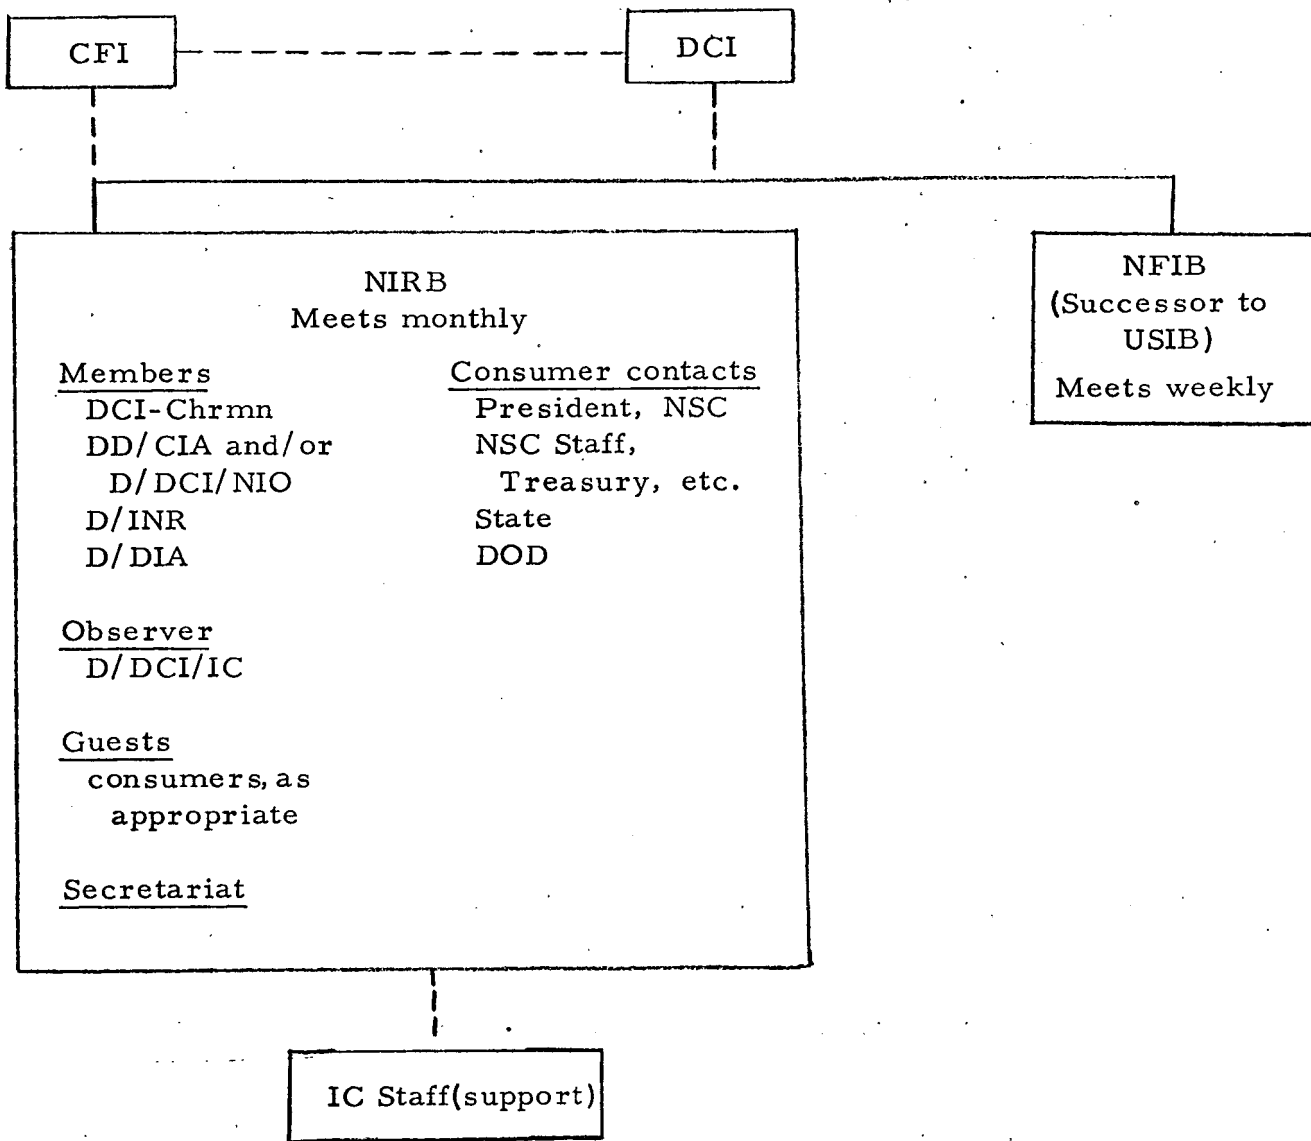 CFI
DCI
NIRB
Meets monthly
Members
DCI-Chrmn
DD/CIA and/or
D/DCI/NIO
D/INR
D/DIA
Consumer contacts
President, NSC
NSC Staff,
Treasury, etc.
State
DOD
Observer
D/DCI/IC
Guests
consumers, as
appropriate
Secretariat
NFIB
(Successor to
USIB)
Meets weekly
IC Staff(support)